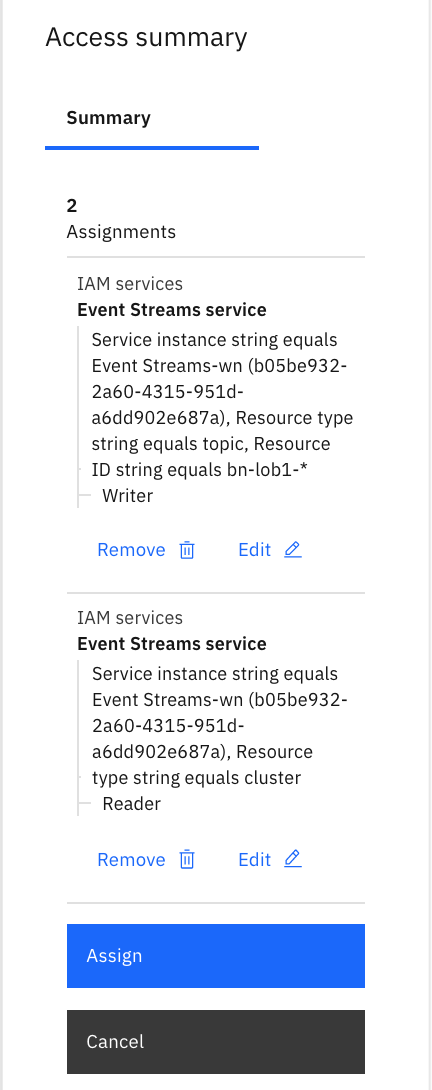 Access summary
Summary
2
Assignments
IAM services
Event Streams service
Service instance string equals
Event Streams-wn (b05be932-
2a60-4315-951d-
a6dd902e687a), Resource type
string equals topic, Resource
ID string equals bn-lob1-*
Writer
Remove Edit
IAM services
Event Streams service
Service instance string equals
Event Streams-wn (b05be932-
2a60-4315-951d-
a6dd902e687a), Resource
type string equals cluster
Reader
Remove Edit
Assign
Cancel